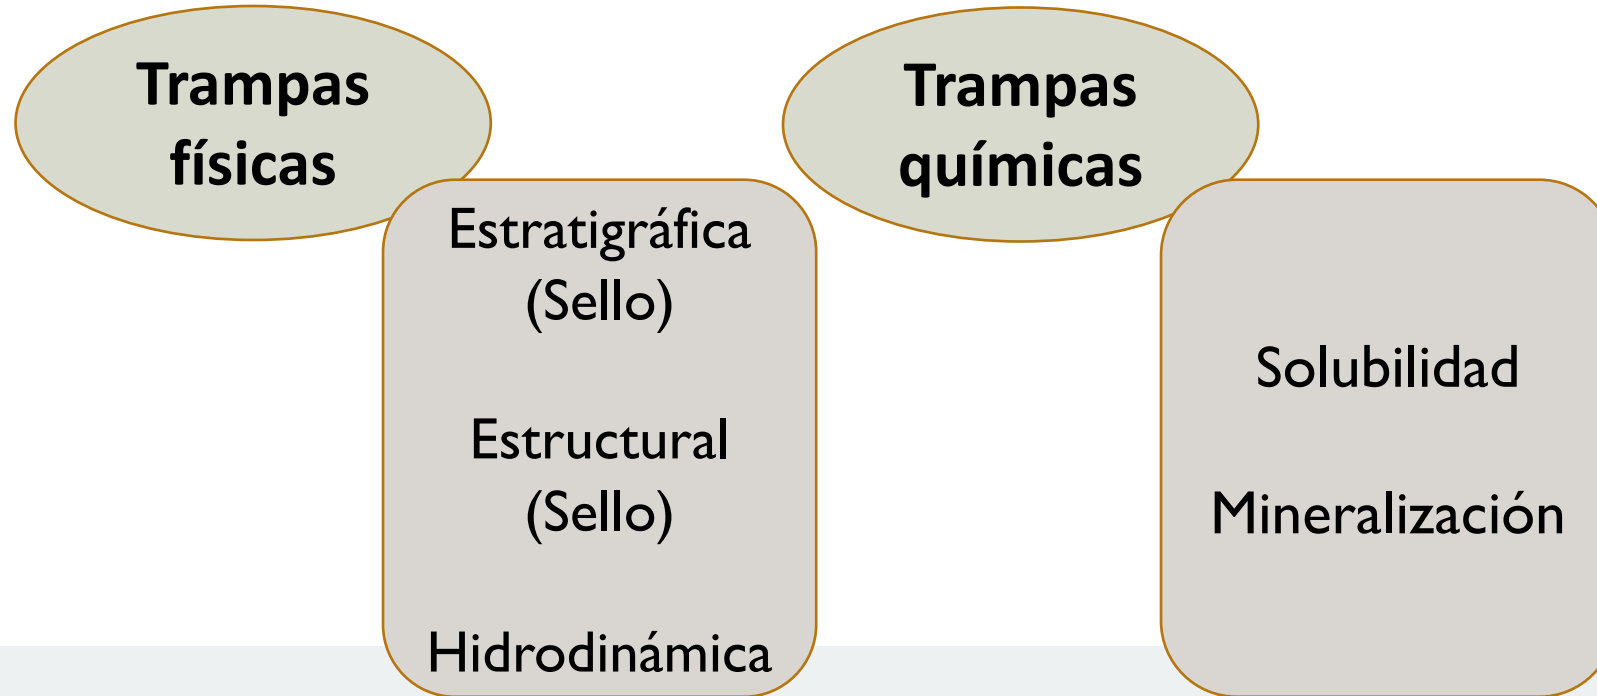 Trampas
físicas
Estratigráfica
(Sello)
Estructural
(Sello)
Hidrodinámica
Trampas
químicas
Solubilidad
Mineralización